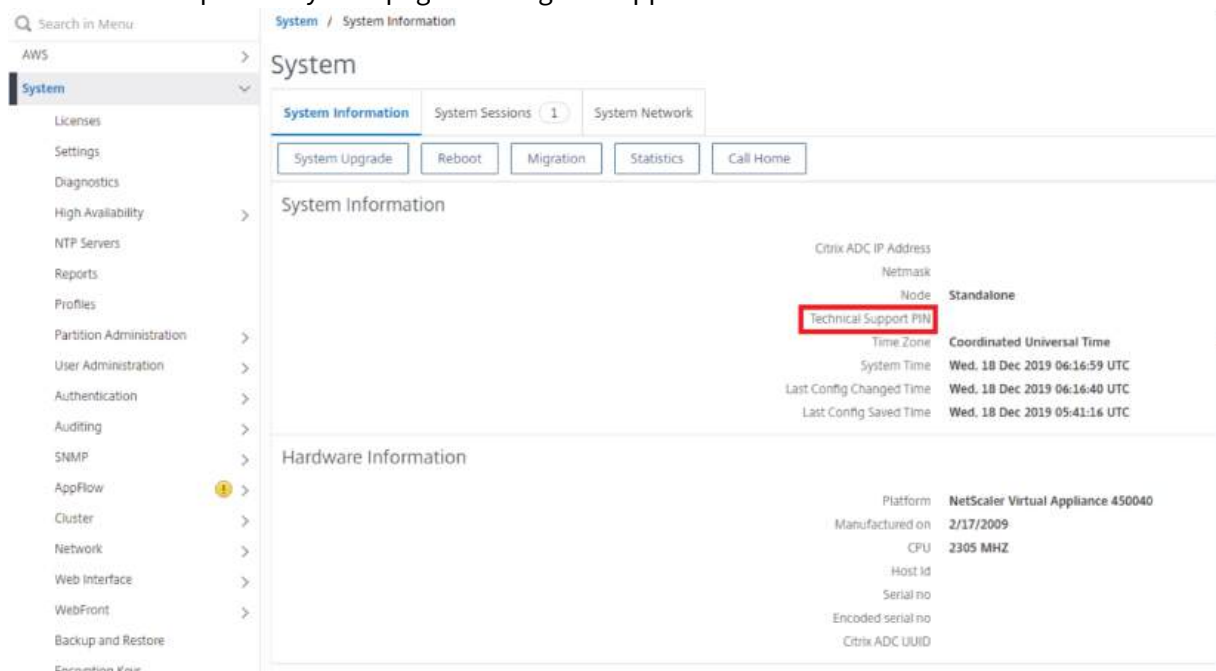 Search in Menu
AWS
System
Licenses
Settings
Diagnostics
High Availability
NTP Servers
Reports
Profiles
Partition Administration
User Administration
Authentication
Auditing
SNMP
AppFlow
Cluster
Network
Web Interface
WebFront
Backup and Restore
System / System Information
System
System Information System Sessions 1 System Network
System Upgrade Reboot Migration Statistics Call Home
System Information
Citrix ADC IP Address
Netmask
Node Standalone
Technical Support PIN
Time Zone Coordinated Universal Time
System Time Wed, 18 Dec 2019 06:16:59 UTC
Last Config Changed Time Wed, 18 Dec 2019 06:16:40 UTC
Last Config Saved Time Wed, 18 Dec 2019 05:41:16 UTC
Hardware Information
Platform NetScaler Virtual Appliance 450040
Manufactured on 2/17/2009
CPU 2305 MHZ
Host Id
Serial no
Encoded serial no
Citrix ADC UUID